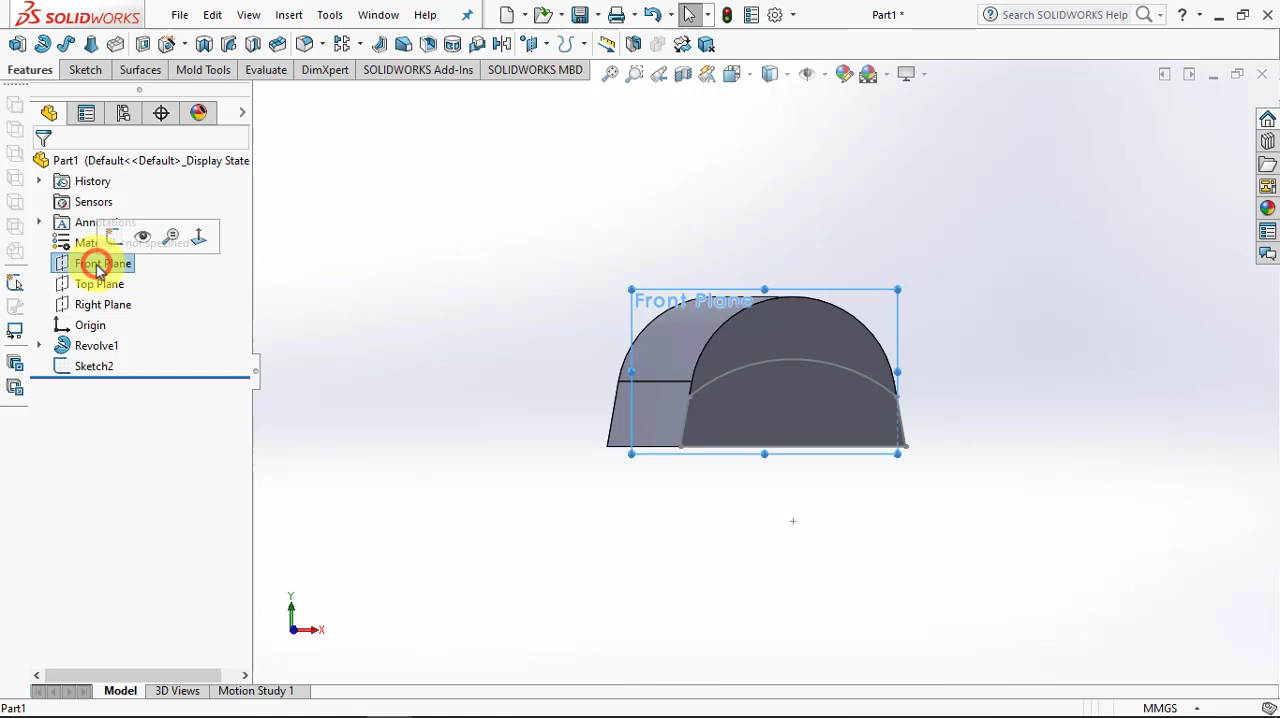 SOLIDWORKS File Edit View Insert Tools Window Help Part1 * Search SOLIDWORKS Help ?
Features Sketch Surfaces Mold Tools Evaluate DimXpert SOLIDWORKS Add-Ins SOLIDWORKS MBD
Part1 (Default<<Default>_Display State
History
Sensors
Annotations
Front Plane
Top Plane
Right Plane
Origin
Revolve1
Sketch2
Front Plane
Y
X
Model 3D Views Motion Study 1
Part1 MMGS